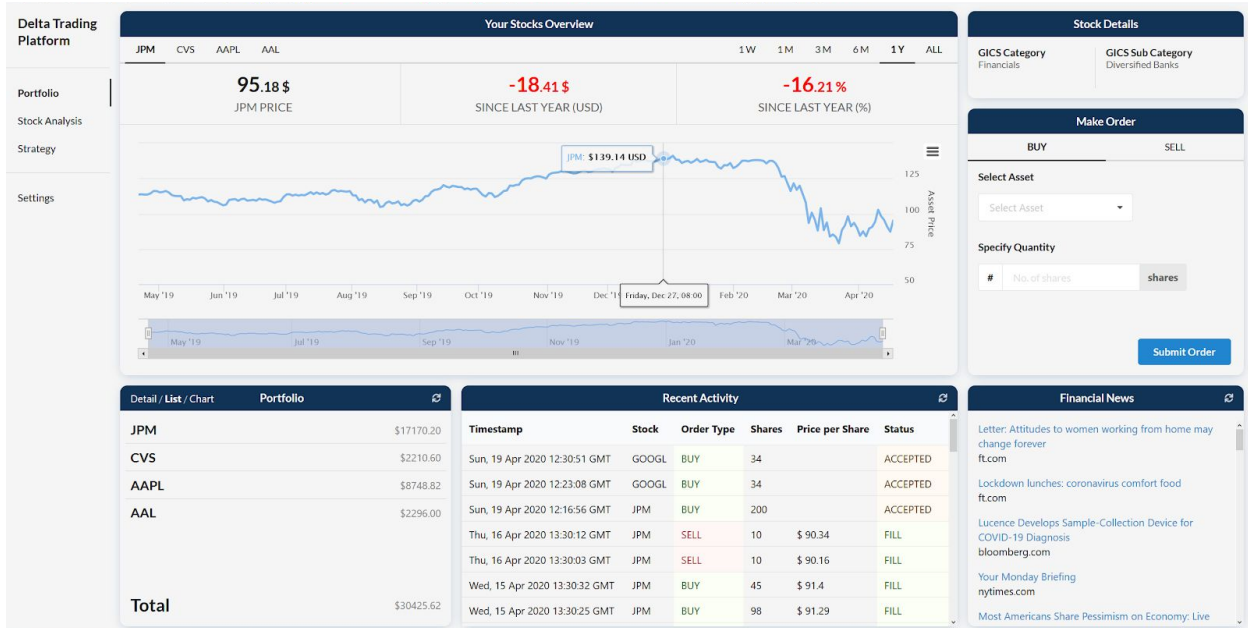 Delta Trading
Platform
Portfolio
Stock Analysis
Strategy
Settings
Your Stocks Overview
JPM CVS AAPL AAL 1W 1M 3M 6M 1Y ALL
95.18 $ -18.41 $ -16.21 %
JPM PRICE SINCE LAST YEAR (USD) SINCE LAST YEAR (%)
JPM: $139.14 USD
125
100
75
50
Asset Price
May '19 Jun '19 Jul '19 Aug '19 Sep '19 Oct '19 Nov '19 Dec '19 Friday, Dec 27, 08:00 Feb '20 Mar '20 Apr '20
May '19 Jul '19 Sep '19 Nov '19 Jan '20 Mar '20
Stock Details
GICS Category GICS Sub Category
Financials Diversified Banks
Make Order
BUY SELL
Select Asset
Select Asset
Specify Quantity
# No. of shares shares
Submit Order
Detail / List / Chart Portfolio
JPM $17170.20
CVS $2210.60
AAPL $8748.82
AAL $2296.00
Total $30425.62
Recent Activity
Timestamp Stock Order Type Shares Price per Share Status
Sun, 19 Apr 2020 12:30:51 GMT GOOGL BUY 34 ACCEPTED
Sun, 19 Apr 2020 12:23:08 GMT GOOGL BUY 34 ACCEPTED
Sun, 19 Apr 2020 12:16:56 GMT JPM BUY 200 ACCEPTED
Thu, 16 Apr 2020 13:30:12 GMT JPM SELL 10 $ 90.34 FILL
Thu, 16 Apr 2020 13:30:03 GMT JPM SELL 10 $ 90.16 FILL
Wed, 15 Apr 2020 13:30:32 GMT JPM BUY 45 $ 91.4 FILL
Wed, 15 Apr 2020 13:30:25 GMT JPM BUY 98 $ 91.29 FILL
Financial News
Letter: Attitudes to women working from home may
change forever
ft.com
Lockdown lunches: coronavirus comfort food
ft.com
Lucence Develops Sample-Collection Device for
COVID-19 Diagnosis
bloomberg.com
Your Monday Briefing
nytimes.com
Most Americans Share Pessimism on Economy: Live